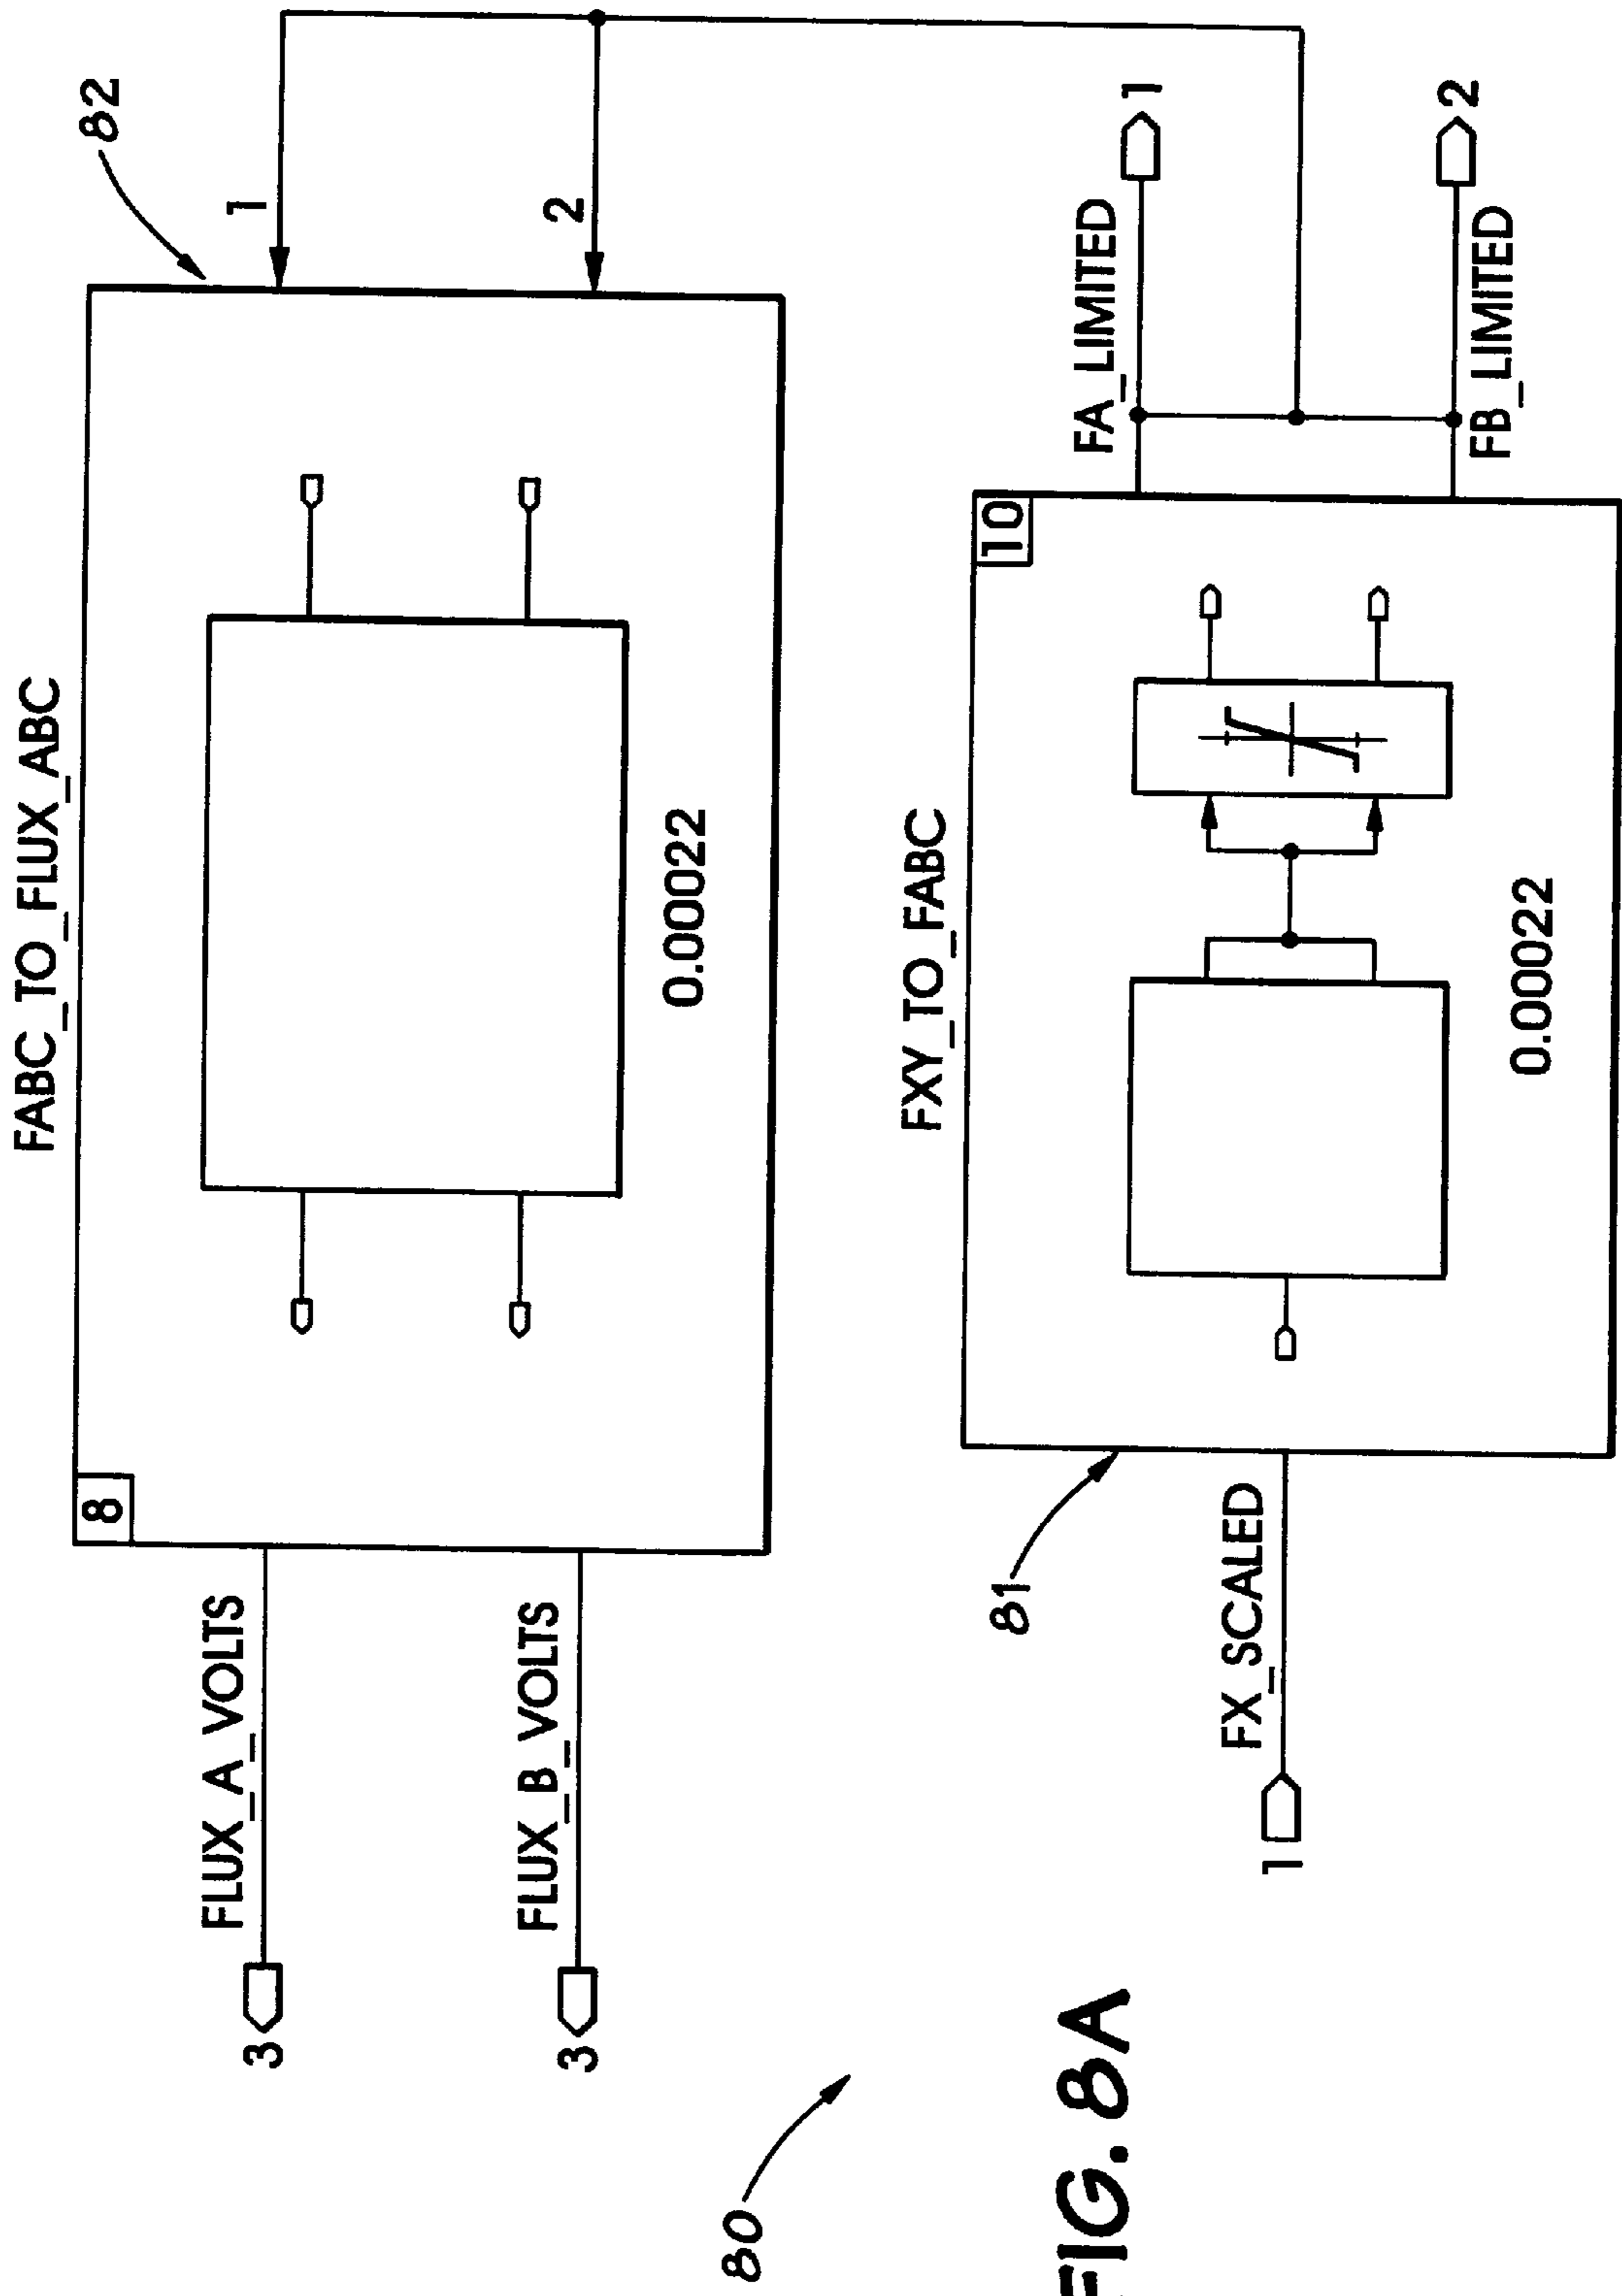 FABC_TO_FLUX_ABC
82
8
FLUX_A_VOLTS
3
1
FLUX_B_VOLTS
3
2
0.00022
FXY_TO_FABC
81
10
FX_SCALED
1
FA_LIMITED
1
FB_LIMITED
2
0.00022
80
FIG. 8A